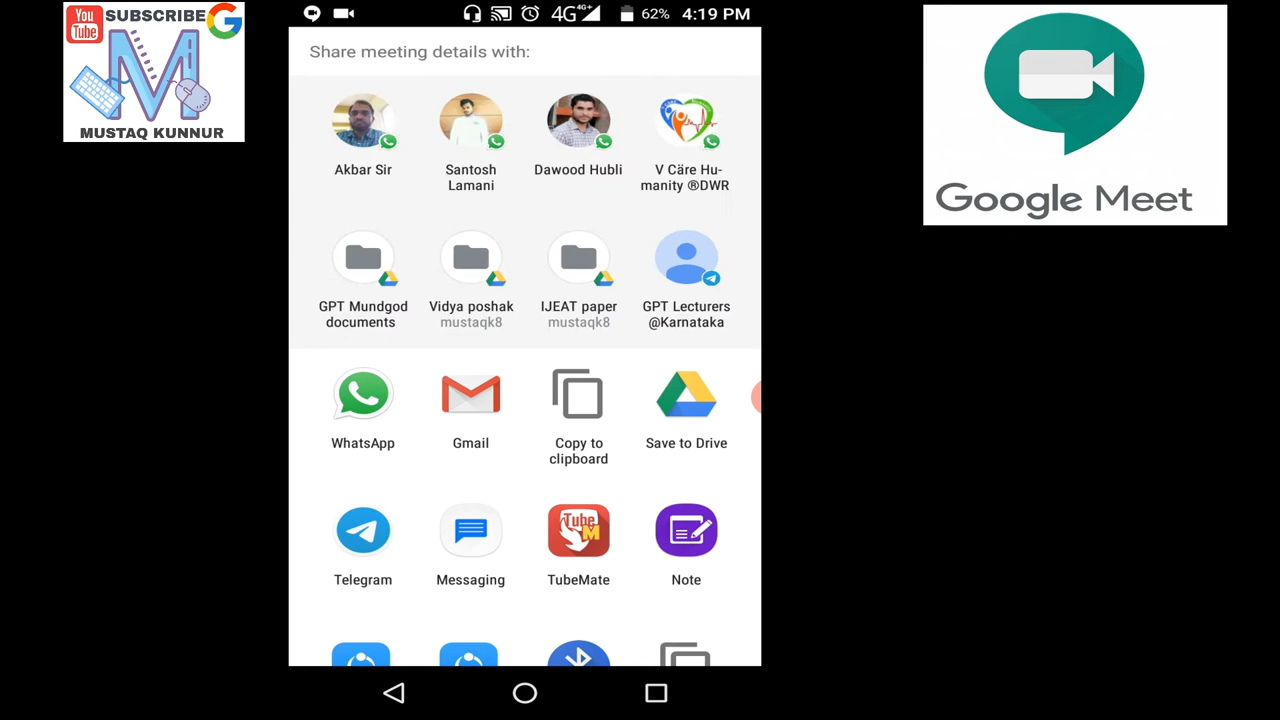 You
Tube
SUBSCRIBE
G
M
MUSTAQ KUNNUR
4G 4G+ 62% 4:19 PM
Share meeting details with:
Akbar Sir
Santosh
Lamani
Dawood Hubli
V Cäre Hu-
manity ®DWR
GPT Mundgod
documents
Vidya poshak
mustaqk8
IJEAT paper
mustaqk8
GPT Lecturers
@Karnataka
WhatsApp
Gmail
Copy to
clipboard
Save to Drive
Telegram
Messaging
Tube
M
TubeMate
Note
Google Meet